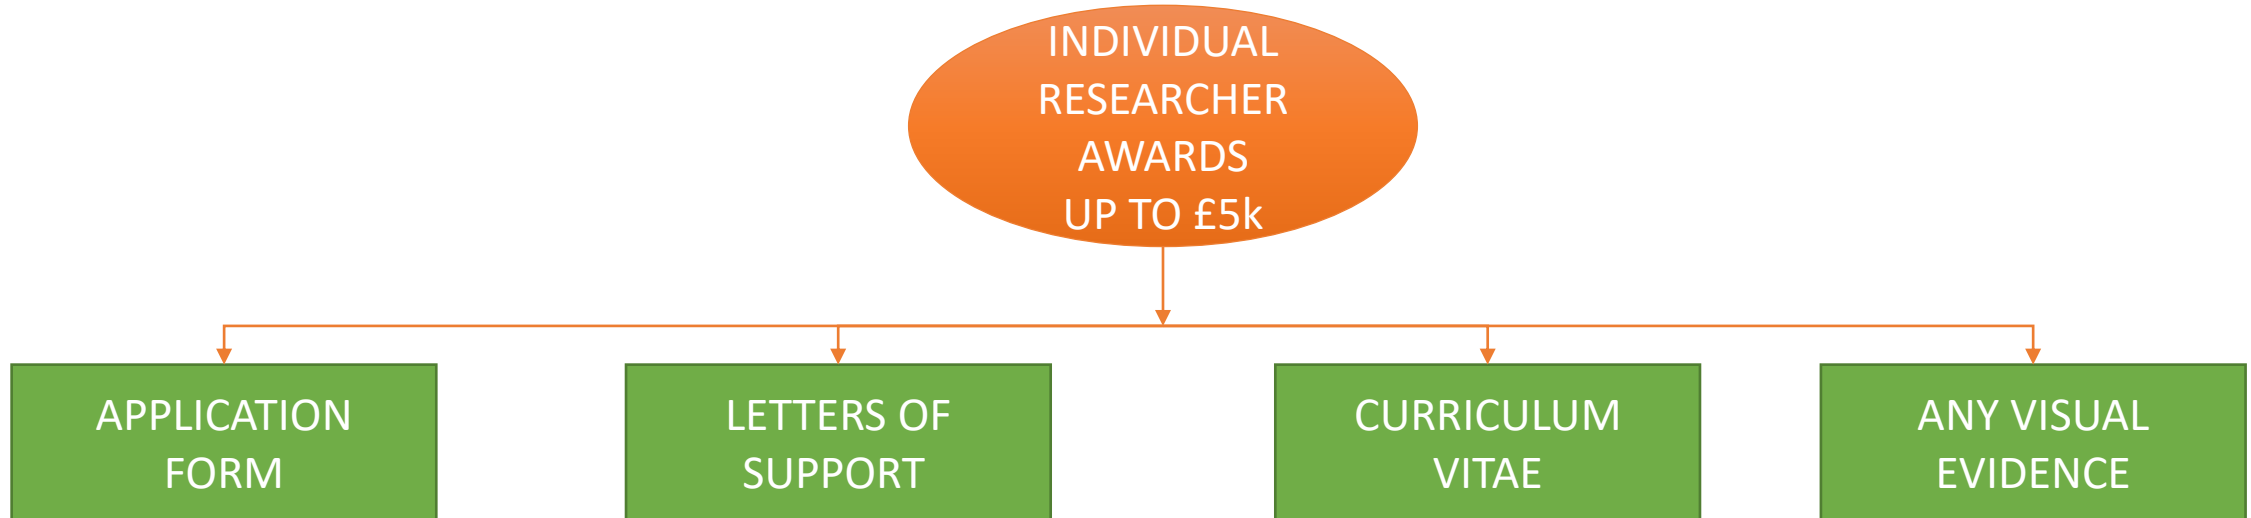 INDIVIDUAL
RESEARCHER
AWARDS
UP TO £5k
APPLICATION
FORM
LETTERS OF
SUPPORT
CURRICULUM
VITAE
ANY VISUAL
EVIDENCE